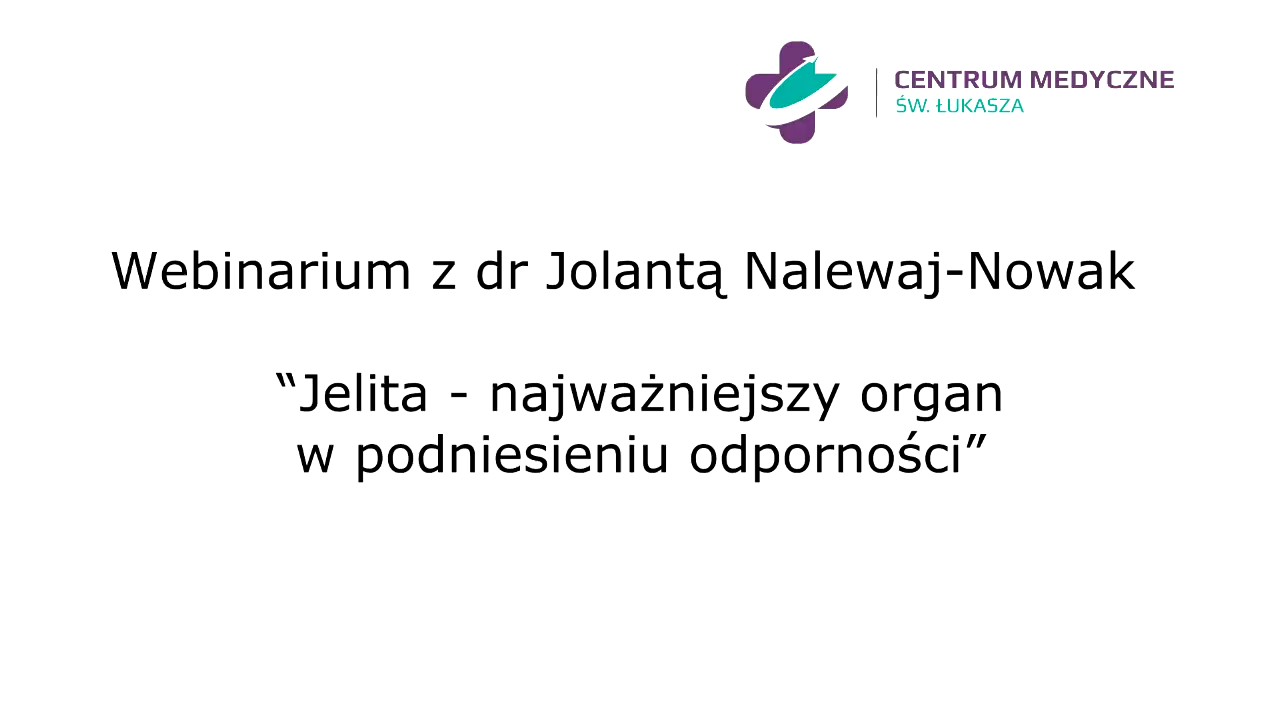 CENTRUM MEDYCZNE
ŚW. ŁUKASZA
Webinarium z dr Jolantą Nalewaj-Nowak
“Jelita - najważniejszy organ
w podniesieniu odporności”